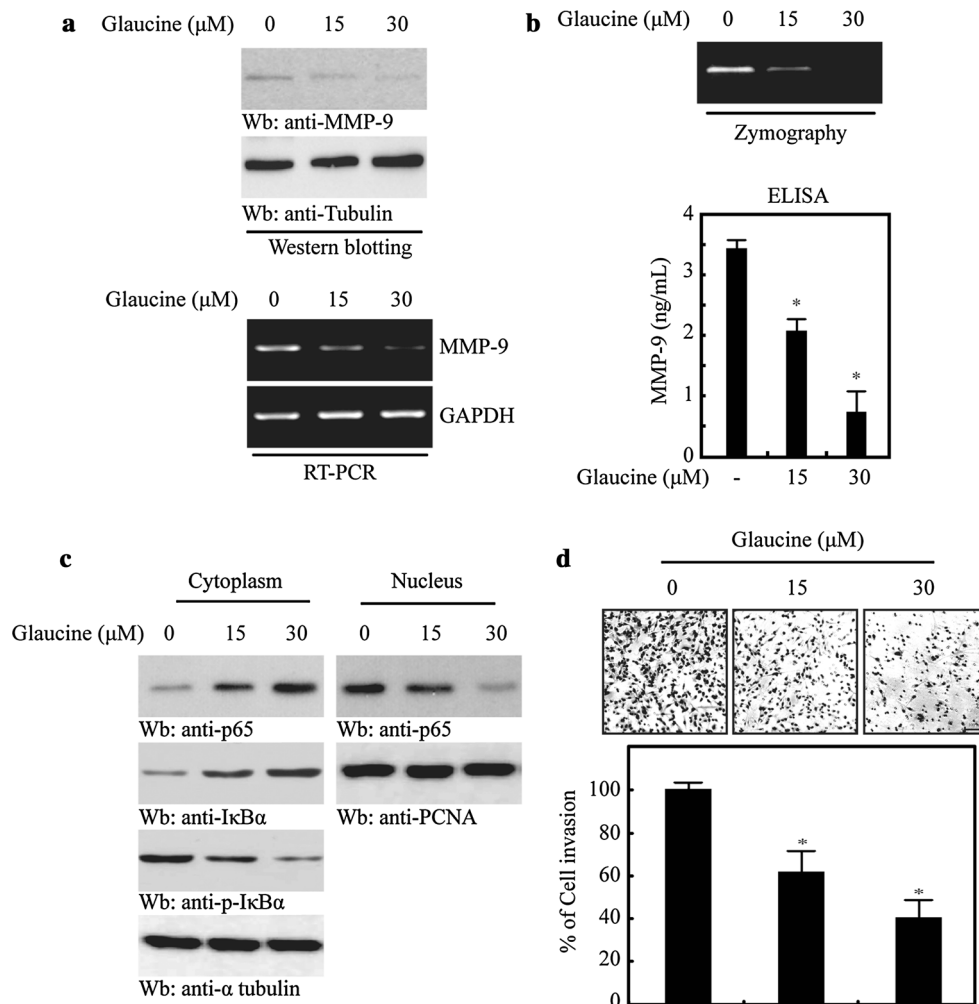 a
Glaucine (μM) 0 15 30
Wb: anti-MMP-9
Wb: anti-Tubulin
Western blotting
Glaucine (μM) 0 15 30
MMP-9
GAPDH
RT-PCR
b
Glaucine (μM) 0 15 30
Zymography
ELISA
MMP-9 (ng/mL)
4
3
2
1
0
*
*
Glaucine (μM) - 15 30
c
Cytoplasm Nucleus
Glaucine (μM) 0 15 30 0 15 30
Wb: anti-p65 Wb: anti-p65
Wb: anti-IκBα Wb: anti-PCNA
Wb: anti-p-IκBα
Wb: anti-α tubulin
d
Glaucine (μM)
0 15 30
% of Cell invasion
100
80
60
40
20
0
*
*